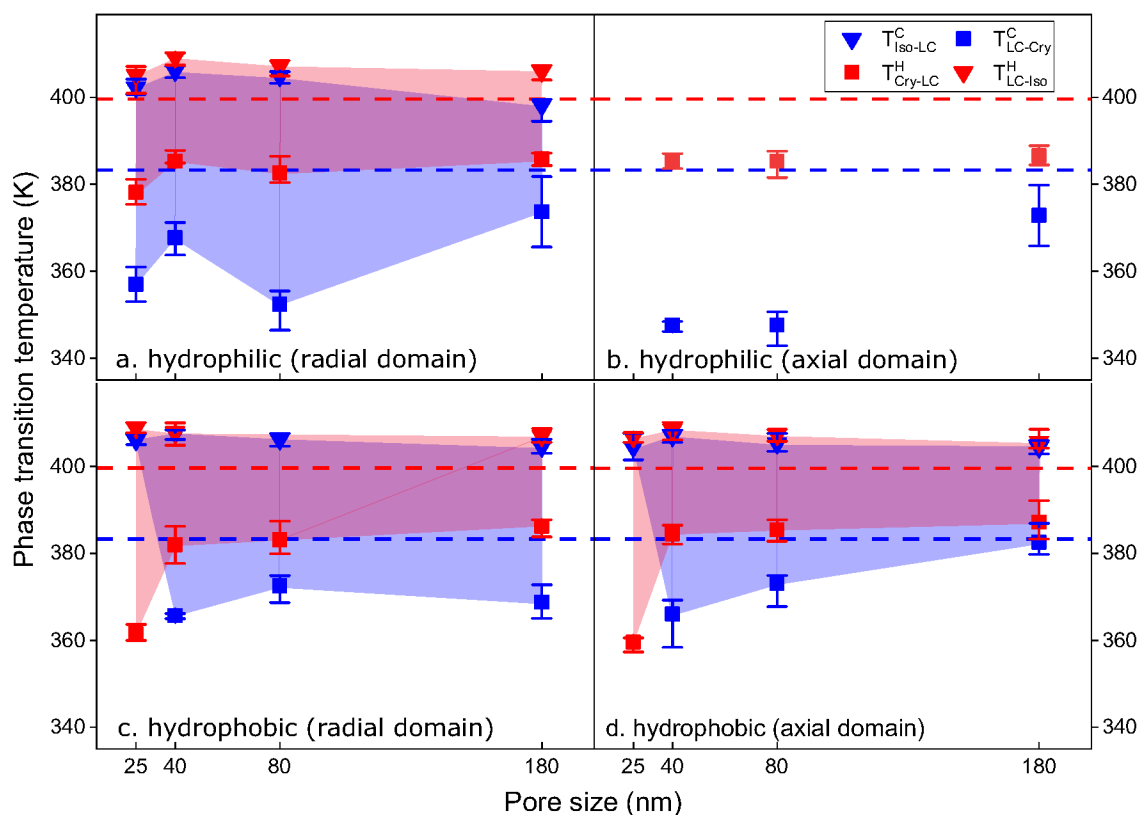 T^C_Iso-LC T^C_LC-Cry
T^H_Cry-LC T^H_LC-Iso
Phase transition temperature (K)
400
380
360
340
a. hydrophilic (radial domain)
b. hydrophilic (axial domain)
400
380
360
340
400
380
360
340
c. hydrophobic (radial domain)
d. hydrophobic (axial domain)
400
380
360
340
25 40 80 180
25 40 80 180
Pore size (nm)